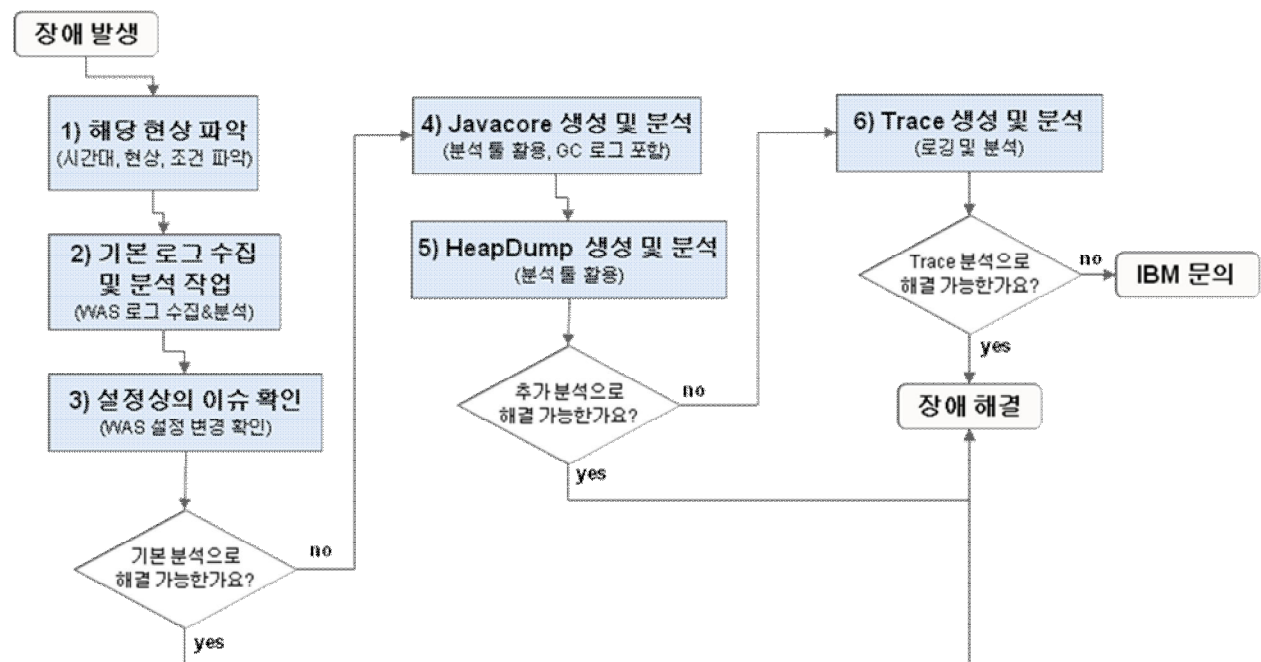 장애 발생
1) 해당 현상 파악
(시간대, 현상, 조건 파악)
2) 기본 로그 수집
및 분석 작업
(WAS 로그 수집&분석)
3) 설정상의 이슈 확인
(WAS 설정 변경 확인)
기본 분석으로
해결 가능한가요?
no
yes
4) Javacore 생성 및 분석
(분석 툴 활용, GC 로그 포함)
5) HeapDump 생성 및 분석
(분석 툴 활용)
추가 분석으로
해결 가능한가요?
no
yes
6) Trace 생성 및 분석
(로깅 및 분석)
Trace 분석으로
해결 가능한가요?
no
IBM 문의
yes
장애 해결